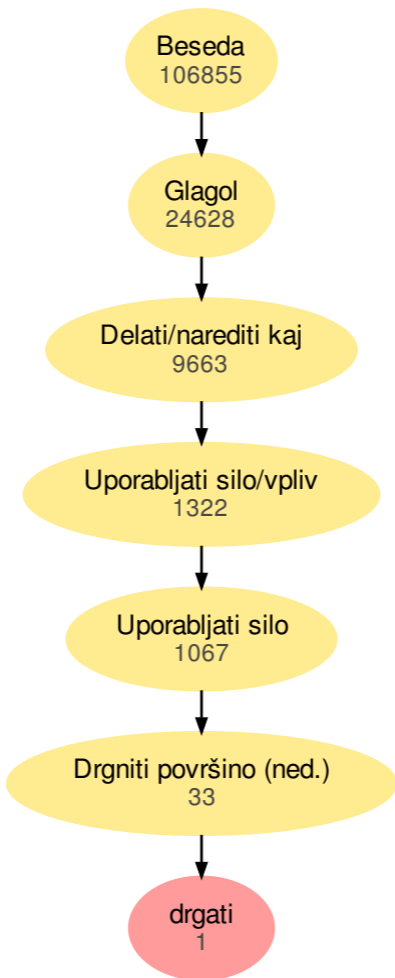 Beseda
106855
Glagol
24628
Delati/narediti kaj
9663
Uporabljati silo/vpliv
1322
Uporabljati silo
1067
Drgniti površino (ned.)
33
drgati
1